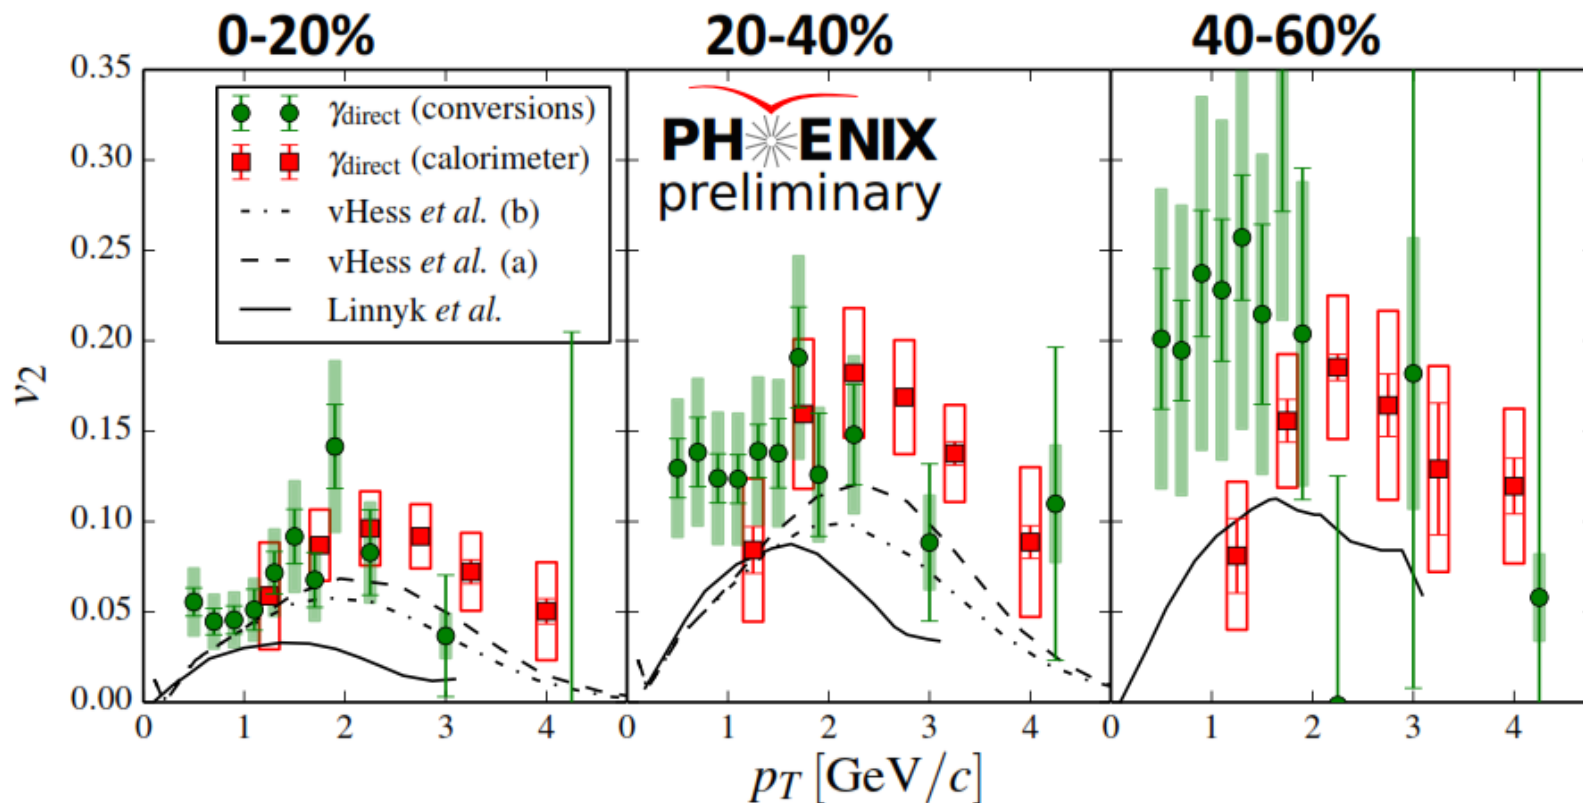 0-20%
20-40%
40-60%
0.35
0.30
0.25
0.20
0.15
0.10
0.05
0.00
v2
γdirect (conversions)
γdirect (calorimeter)
vHess et al. (b)
vHess et al. (a)
Linnyk et al.
PHENIX
preliminary
0 1 2 3 4
0 1 2 3 4
0 1 2 3 4
pT [GeV/c]